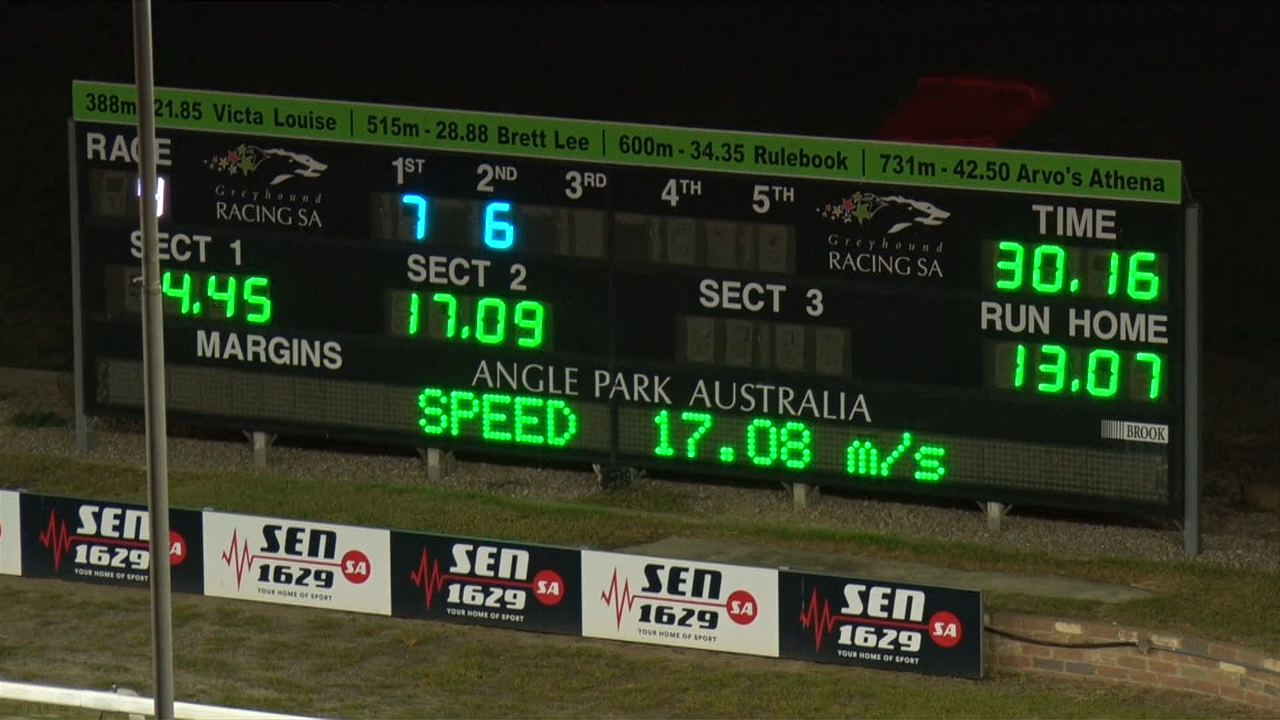 388m 21.85 Victa Louise | 515m - 28.88 Brett Lee | 600m - 34.35 Rulebook | 731m - 42.50 Arvo's Athena
RACE
Greyhound
RACING SA
1ST 2ND 3RD 4TH 5TH
7 6
Greyhound
RACING SA
TIME
30.16
SECT 1
4.45
SECT 2
17.09
SECT 3
RUN HOME
13.07
MARGINS
ANGLE PARK AUSTRALIA
SPEED 17.08 m/s
BROOK
SEN
1629
YOUR HOME OF SPORT
SEN
1629 SA
YOUR HOME OF SPORT
SEN
1629 SA
YOUR HOME OF SPORT
SEN
1629 SA
YOUR HOME OF SPORT
SEN
1629 SA
YOUR HOME OF SPORT